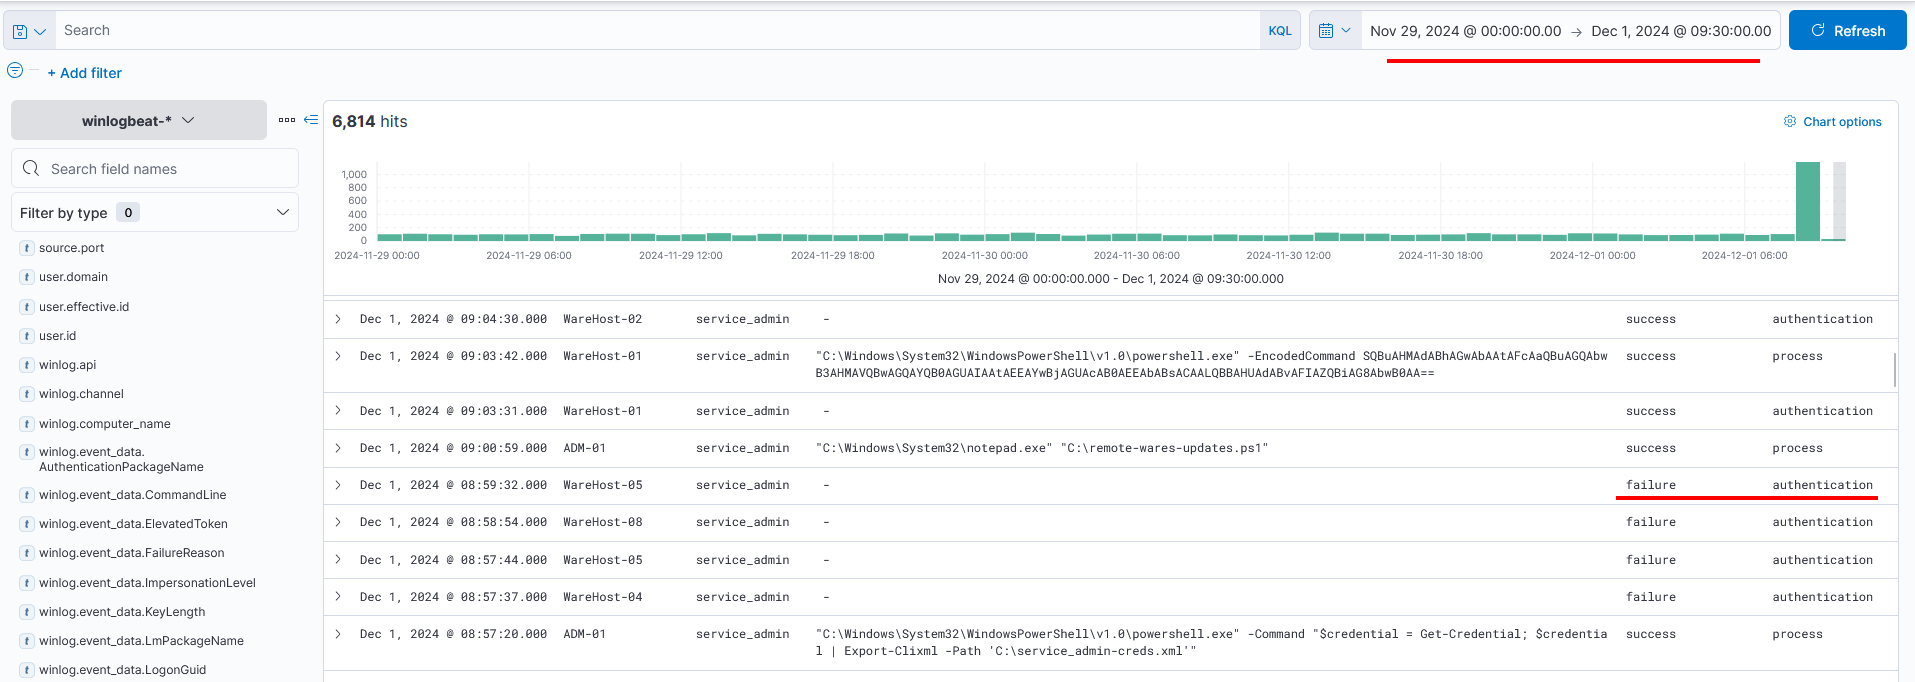 Search
KQL
Nov 29, 2024 @ 00:00:00.00 → Dec 1, 2024 @ 09:30:00.00
Refresh
+ Add filter
winlogbeat-*
6,814 hits
Chart options
Search field names
Filter by type 0
source.port
user.domain
user.effective.id
user.id
winlog.api
winlog.channel
winlog.computer_name
winlog.event_data.
AuthenticationPackageName
winlog.event_data.CommandLine
winlog.event_data.ElevatedToken
winlog.event_data.FailureReason
winlog.event_data.ImpersonationLevel
winlog.event_data.KeyLength
winlog.event_data.LmPackageName
winlog.event_data.LogonGuid
1,000
800
600
400
200
0
2024-11-29 00:00 2024-11-29 06:00 2024-11-29 12:00 2024-11-29 18:00 2024-11-30 00:00 2024-11-30 06:00 2024-11-30 12:00 2024-11-30 18:00 2024-12-01 00:00 2024-12-01 06:00
Nov 29, 2024 @ 00:00:00.000 - Dec 1, 2024 @ 09:30:00.000
Dec 1, 2024 @ 09:04:30.000 WareHost-02 service_admin - success authentication
Dec 1, 2024 @ 09:03:42.000 WareHost-01 service_admin "C:\Windows\System32\WindowsPowerShell\v1.0\powershell.exe" -EncodedCommand SQBuAHMAdABhAGwAbAAtAFcAaQBuAGQAbw success process
B3AHMAVQBwAGQAYQB0AGUAIAAtAEEAYwBjAGUAcAB0AEEAbABsACAALQBBAHUAdABvAFIAZQBiAG8AbwB0AA==
Dec 1, 2024 @ 09:03:31.000 WareHost-01 service_admin - success authentication
Dec 1, 2024 @ 09:00:59.000 ADM-01 service_admin "C:\Windows\System32\notepad.exe" "C:\remote-wares-updates.ps1" success process
Dec 1, 2024 @ 08:59:32.000 WareHost-05 service_admin - failure authentication
Dec 1, 2024 @ 08:58:54.000 WareHost-08 service_admin - failure authentication
Dec 1, 2024 @ 08:57:44.000 WareHost-05 service_admin - failure authentication
Dec 1, 2024 @ 08:57:37.000 WareHost-04 service_admin - failure authentication
Dec 1, 2024 @ 08:57:20.000 ADM-01 service_admin "C:\Windows\System32\WindowsPowerShell\v1.0\powershell.exe" -Command "$credential = Get-Credential; $credentia success process
l | Export-Clixml -Path 'C:\service_admin-creds.xml'"